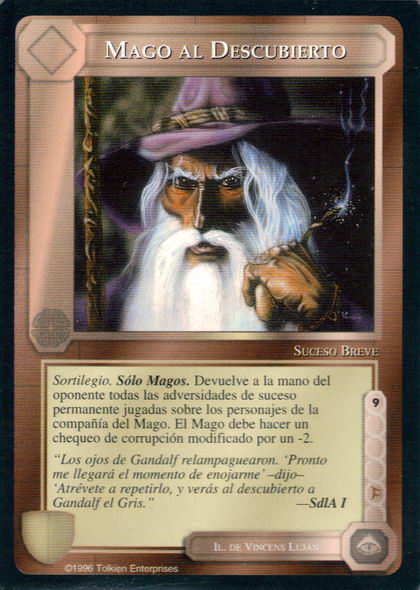 MAGO AL DESCUBIERTO
SUCESO BREVE
Sortilegio. Sólo Magos. Devuelve a la mano del
oponente todas las adversidades de suceso
permanente jugadas sobre los personajes de la
compañía del Mago. El Mago debe hacer un
chequeo de corrupción modificado por un -2.
9
“Los ojos de Gandalf relampaguearon. ‘Pronto
me llegará el momento de enojarme’ –dijo–
‘Atrévete a repetirlo, y verás al descubierto a
Gandalf el Gris.” —SdlA I
IL. DE VINCENS LUJAN
©1996 Tolkien Enterprises